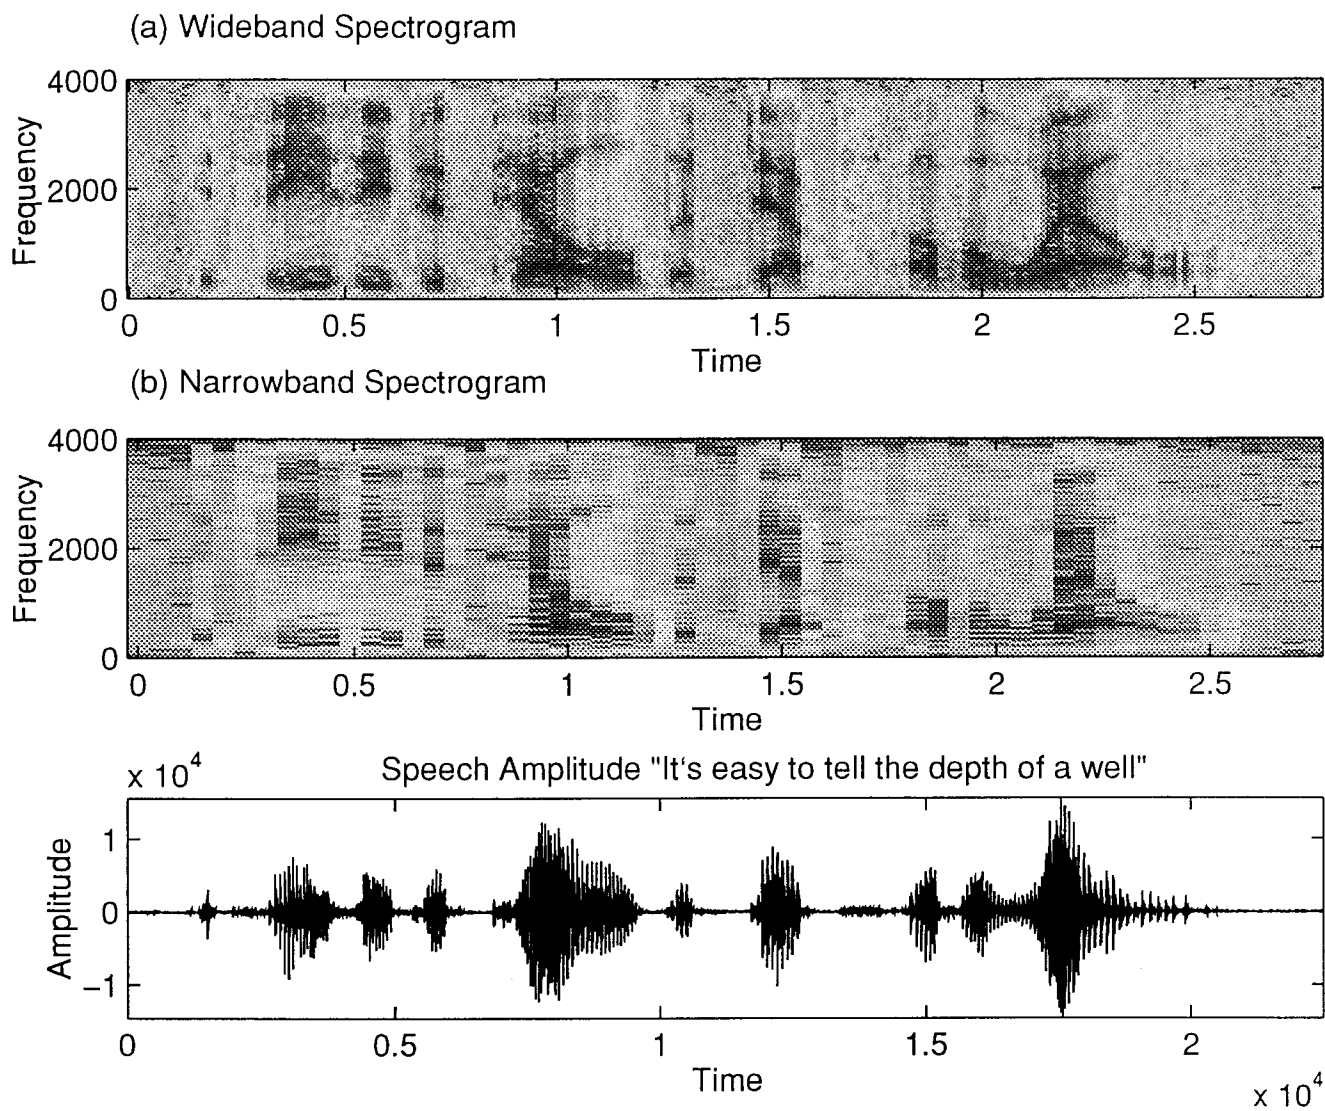 (a) Wideband Spectrogram
4000
2000
0
Frequency
0 0.5 1 1.5 2 2.5
Time
(b) Narrowband Spectrogram
4000
2000
0
Frequency
0 0.5 1 1.5 2 2.5
Time
x 10^4
Speech Amplitude "It's easy to tell the depth of a well"
1
0
-1
Amplitude
0 0.5 1 1.5 2
Time
x 10^4